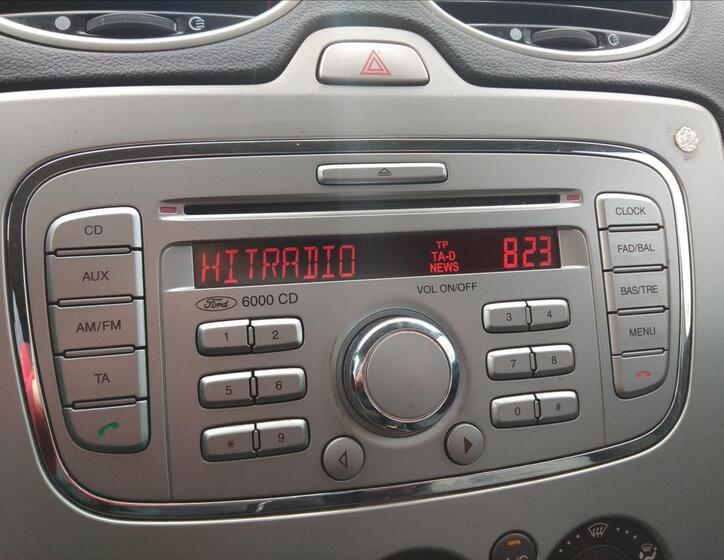 HITRADIO
TP
TA-D
NEWS
823
Ford 6000 CD
VOL ON/OFF
CD
AUX
AM/FM
TA
1 2
5 6
* 9
3 4
7 8
0 #
CLOCK
FAD/BAL
BAS/TRE
MENU
A/C